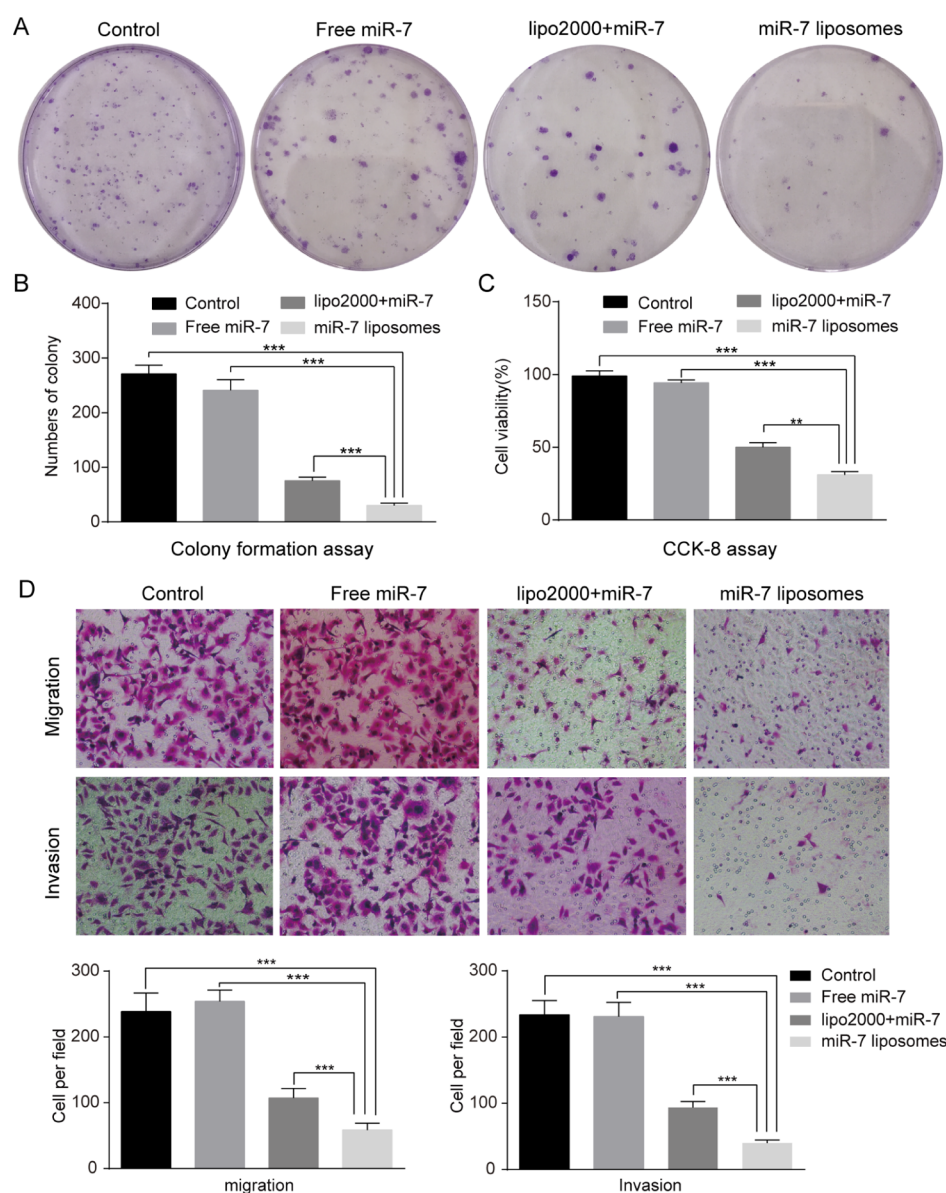 A
Control
Free miR-7
lipo2000+miR-7
miR-7 liposomes
B
Numbers of colony
400
300
200
100
0
Control
Free miR-7
lipo2000+miR-7
miR-7 liposomes
***
***
***
Colony formation assay
C
Cell viability(%)
150
100
50
0
Control
Free miR-7
lipo2000+miR-7
miR-7 liposomes
***
***
**
CCK-8 assay
D
Control
Free miR-7
lipo2000+miR-7
miR-7 liposomes
Migration
Invasion
Cell per field
300
200
100
0
***
***
***
migration
Cell per field
300
200
100
0
***
***
***
Control
Free miR-7
lipo2000+miR-7
miR-7 liposomes
Invasion